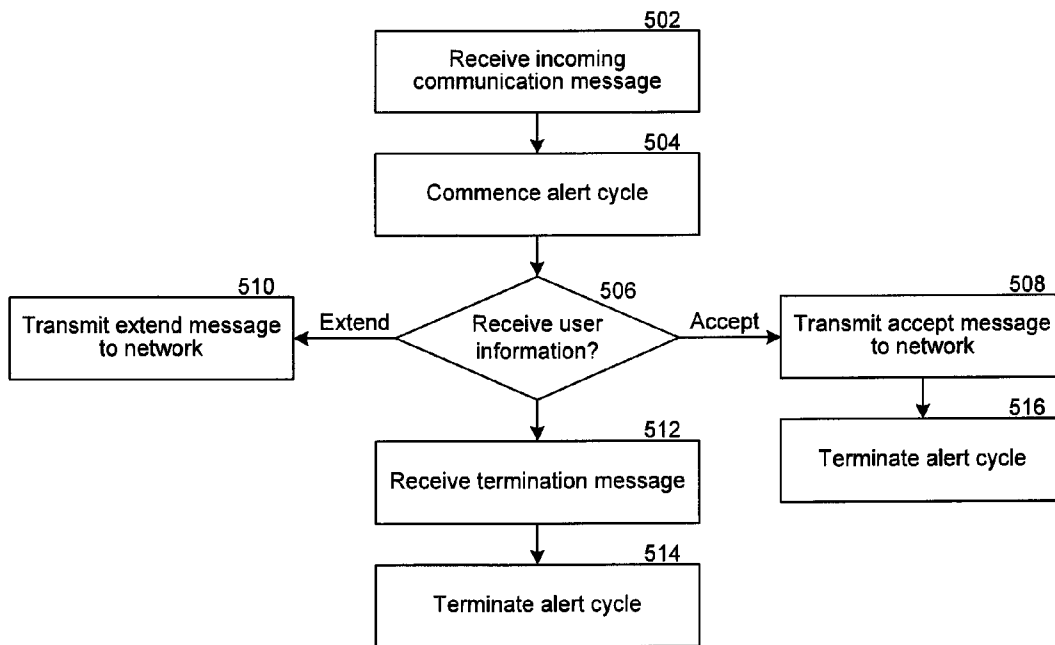 502
Receive incoming
communication message
504
Commence alert cycle
506
Receive user
information?
Extend
Accept
510
Transmit extend message
to network
508
Transmit accept message
to network
516
Terminate alert cycle
512
Receive termination message
514
Terminate alert cycle